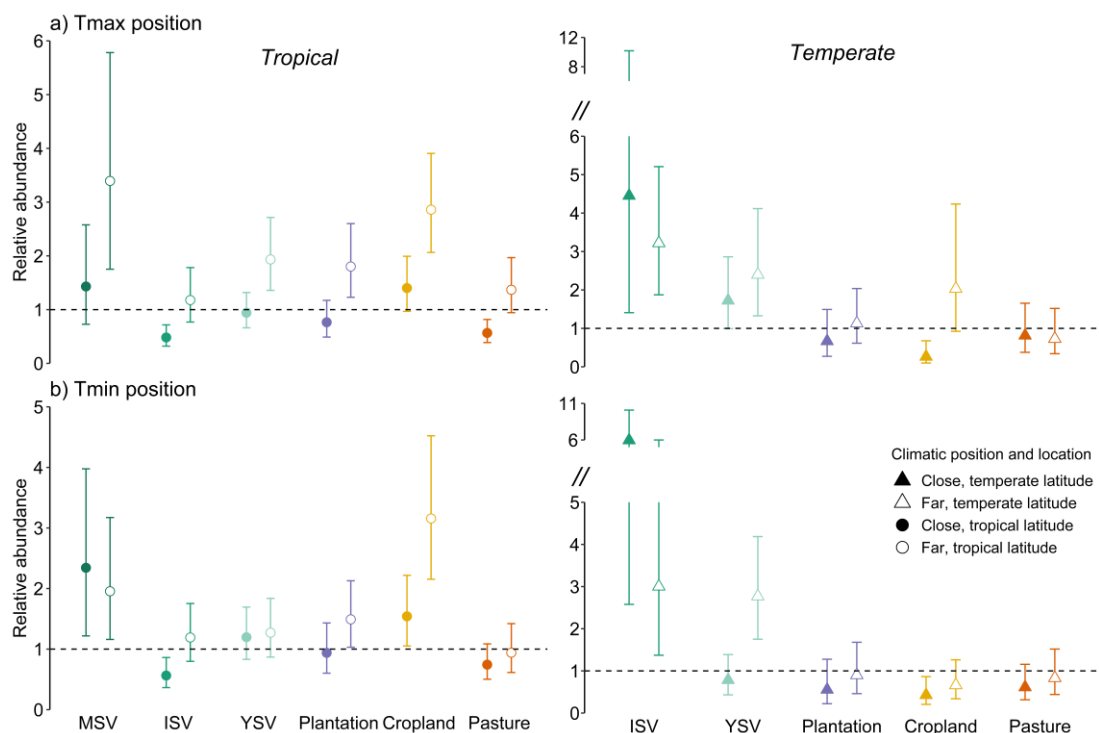 a) Tmax position
Tropical
Temperate
Relative abundance
6
5
4
3
2
1
0
12
8
//
6
5
4
3
2
1
0
b) Tmin position
Relative abundance
5
4
3
2
1
0
MSV ISV YSV Plantation Cropland Pasture
11
6
//
5
4
3
2
1
0
ISV YSV Plantation Cropland Pasture
Climatic position and location
Close, temperate latitude
Far, temperate latitude
Close, tropical latitude
Far, tropical latitude